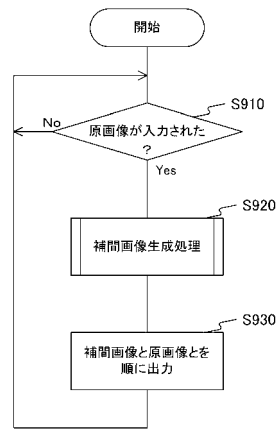 開始
S910
No
原画像が入力された
?
Yes
S920
補間画像生成処理
S930
補間画像と原画像とを
順に出力